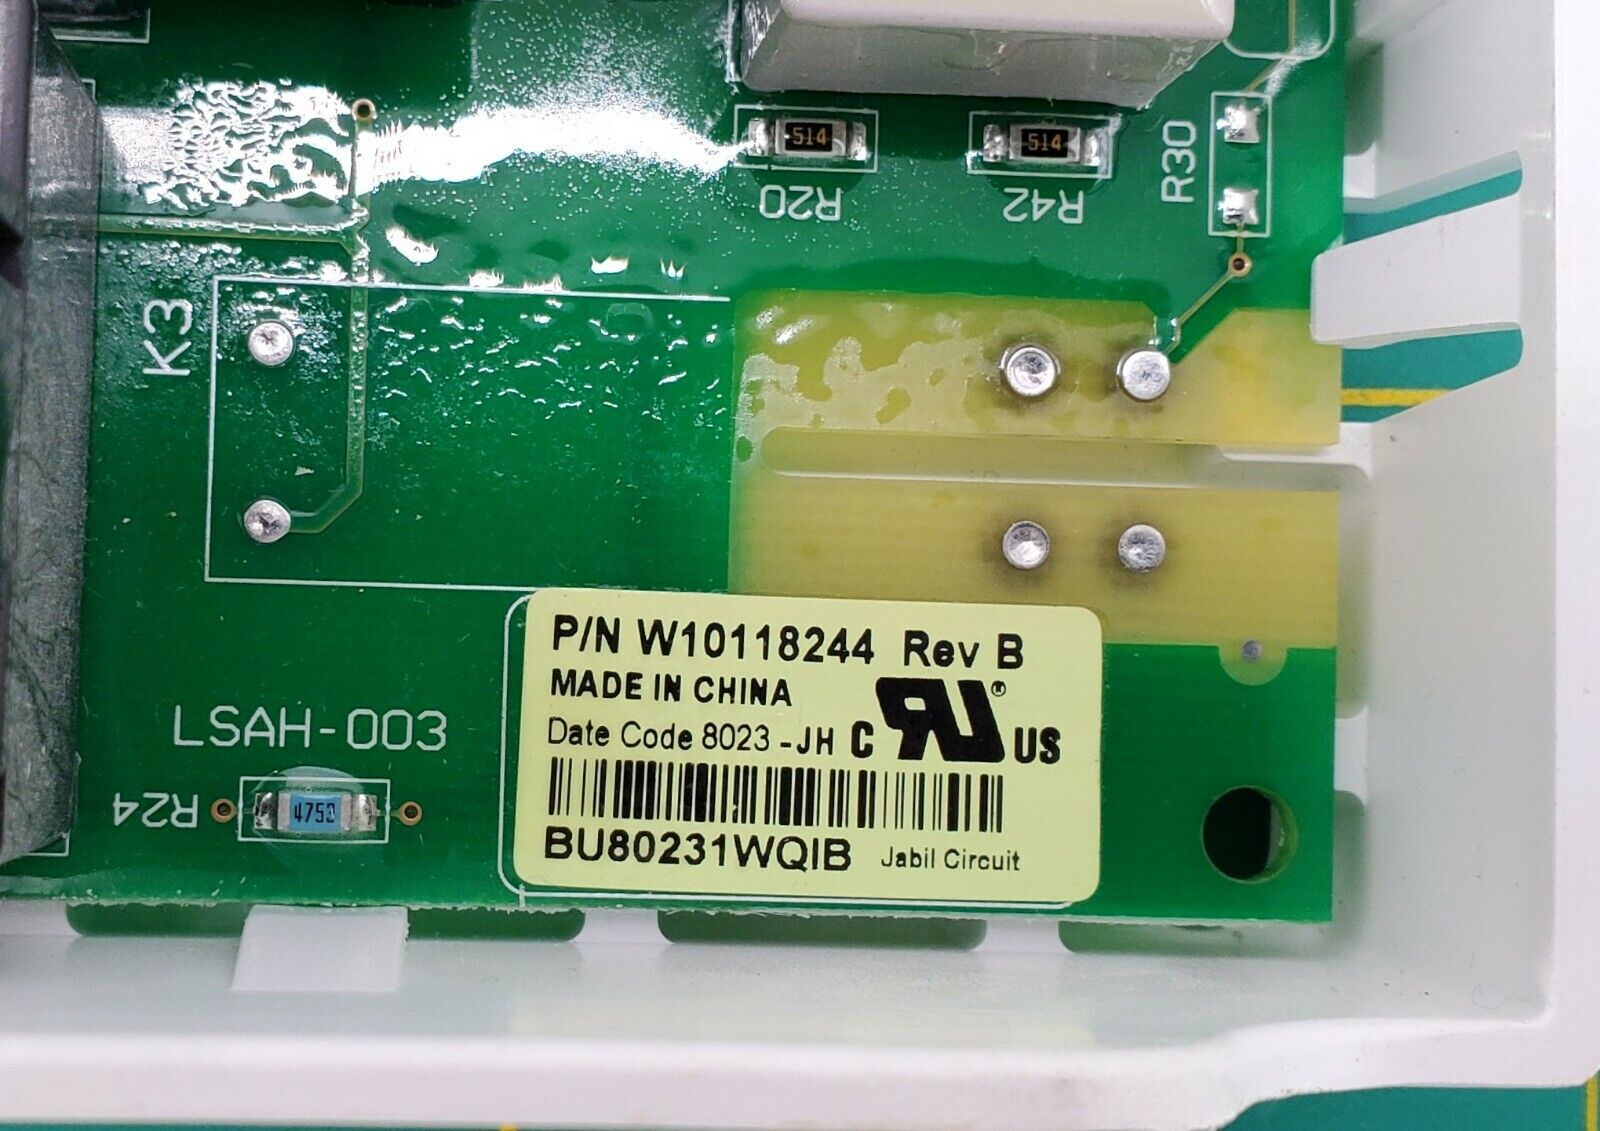 514
514
R20
R42
R30
K3
P/N W10118244 Rev B
MADE IN CHINA
Date Code 8023 -JH C RU® US
LSAH-003
R24
BU80231WQIB Jabil Circuit